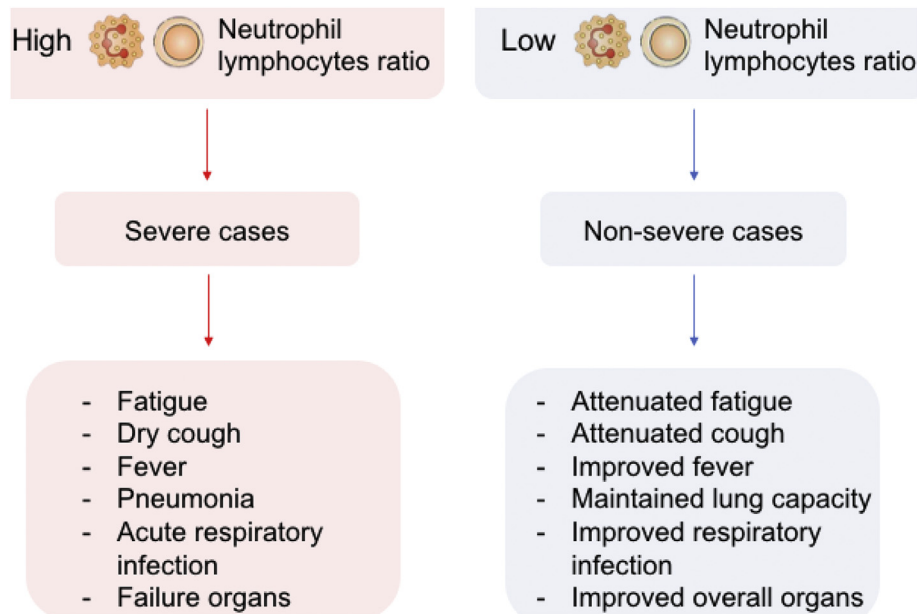 High Neutrophil
lymphocytes ratio
Severe cases
- Fatigue
- Dry cough
- Fever
- Pneumonia
- Acute respiratory
infection
- Failure organs
Low Neutrophil
lymphocytes ratio
Non-severe cases
- Attenuated fatigue
- Attenuated cough
- Improved fever
- Maintained lung capacity
- Improved respiratory
infection
- Improved overall organs